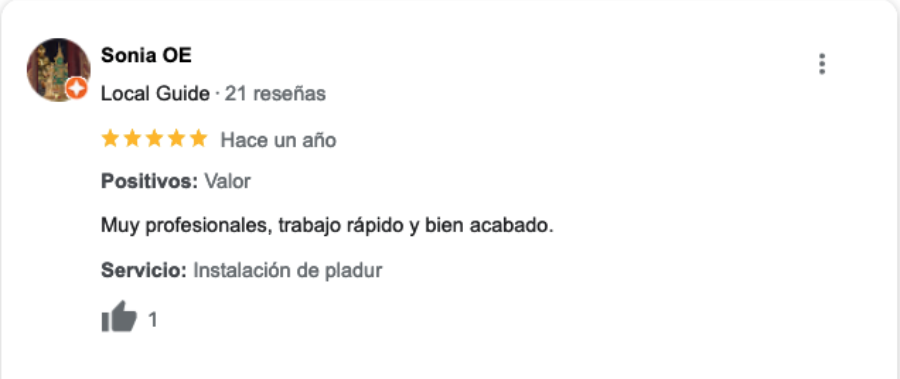 Sonia OE
Local Guide · 21 reseñas
Hace un año
Positivos: Valor
Muy profesionales, trabajo rápido y bien acabado.
Servicio: Instalación de pladur
1